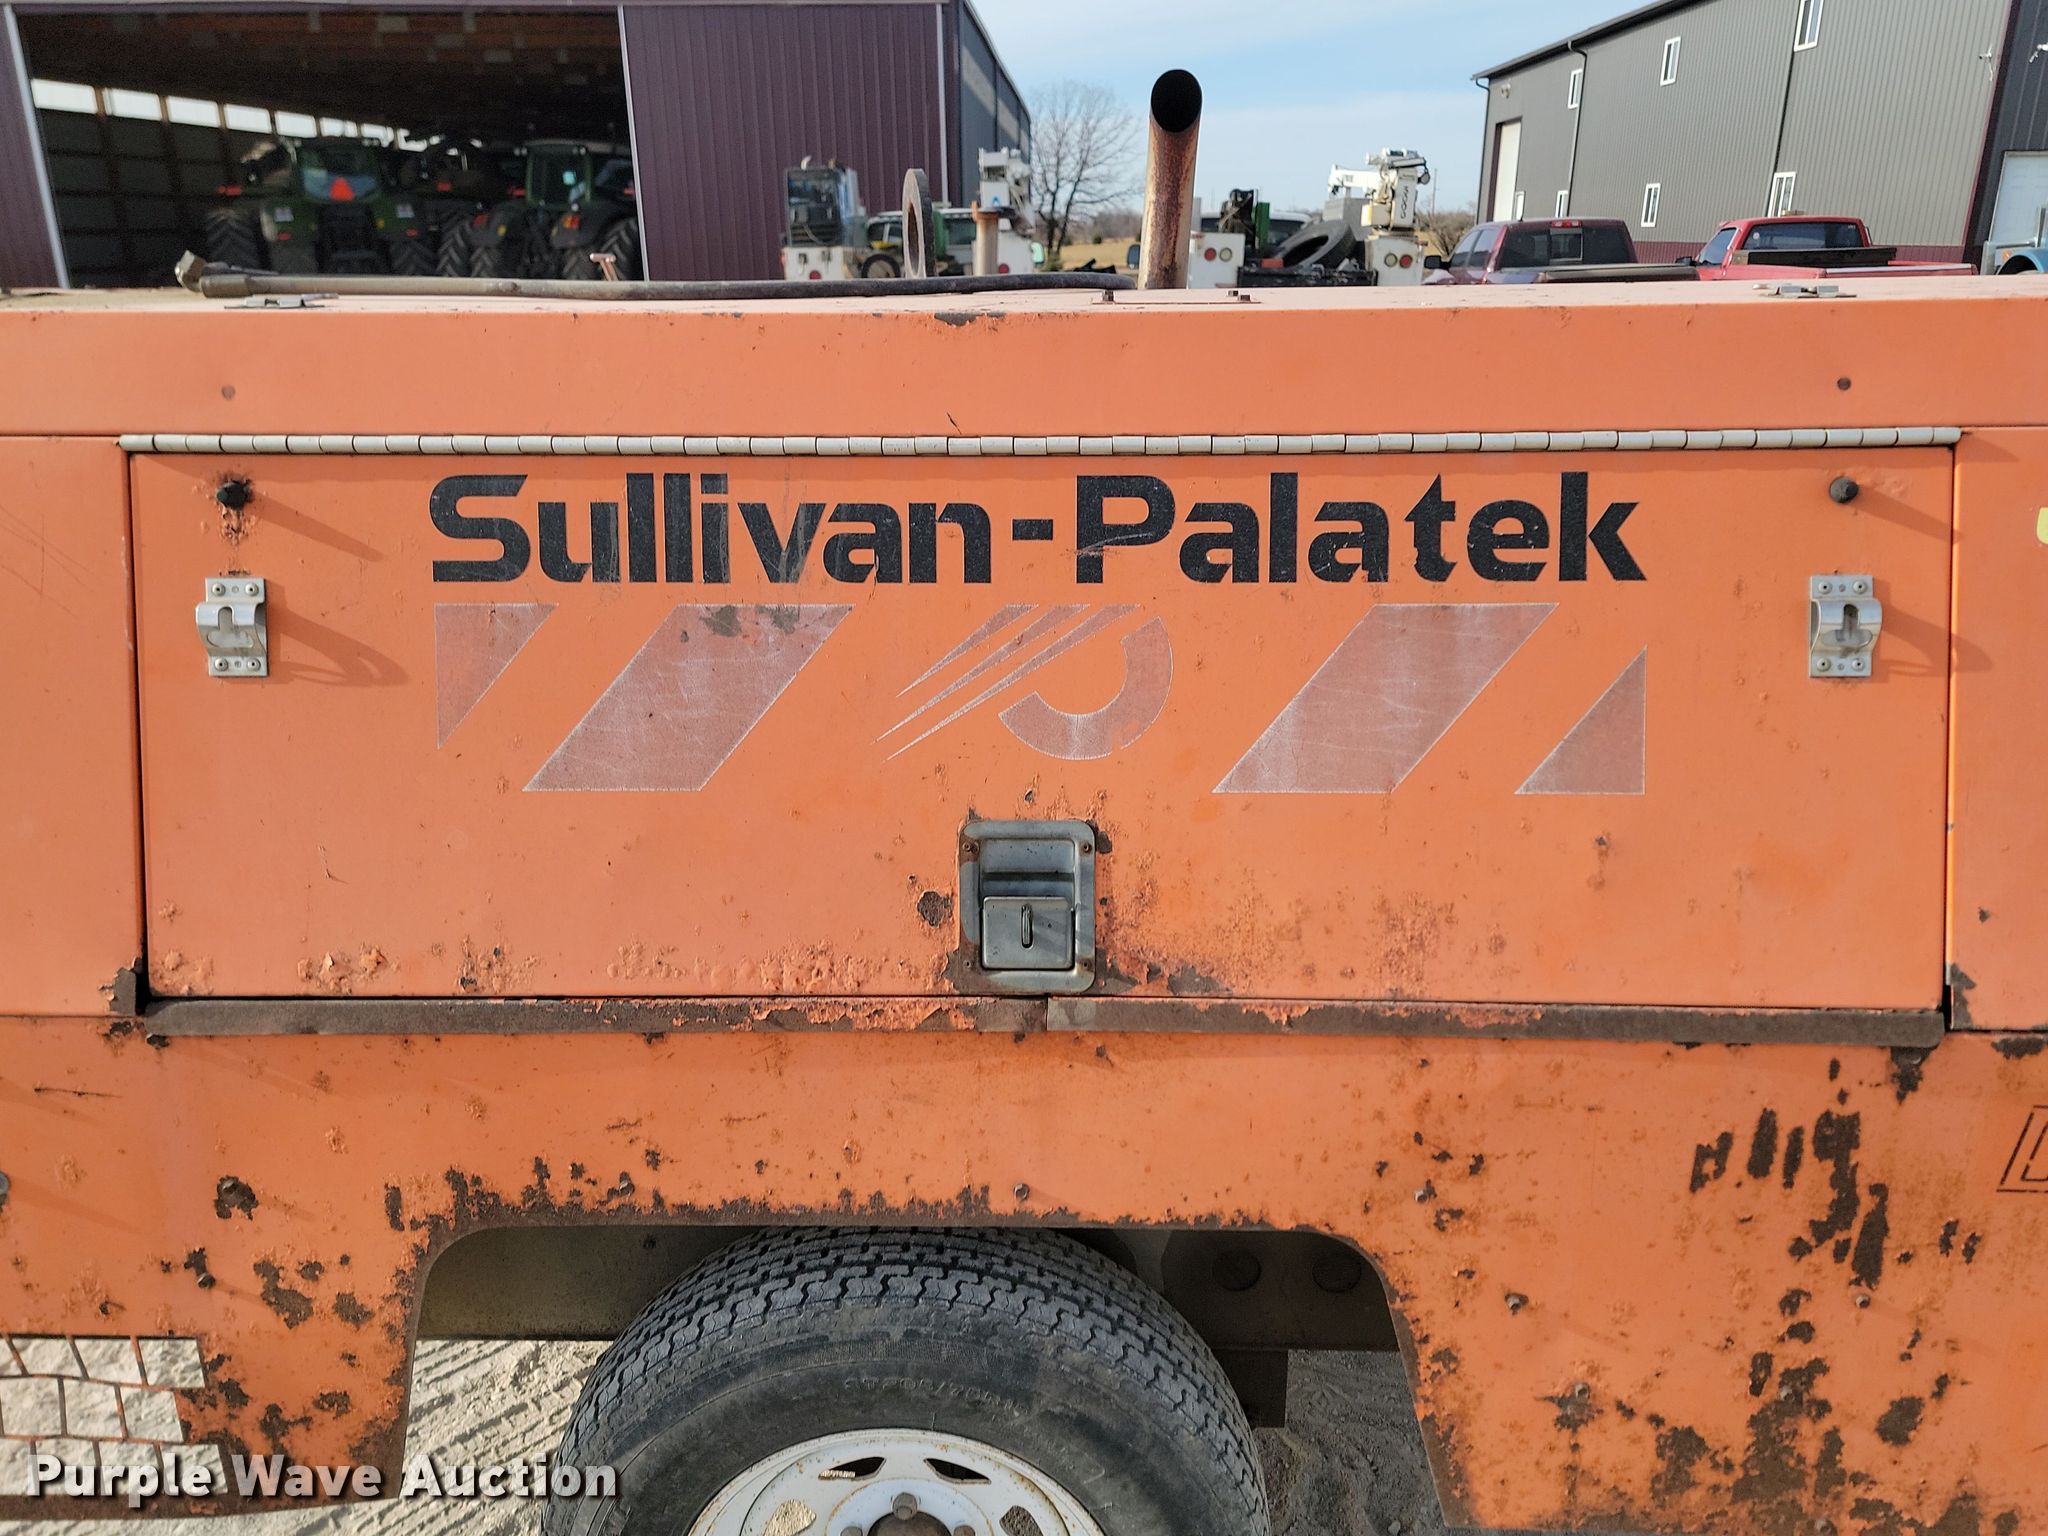 Sullivan-Palatek
Purple Wave Auction